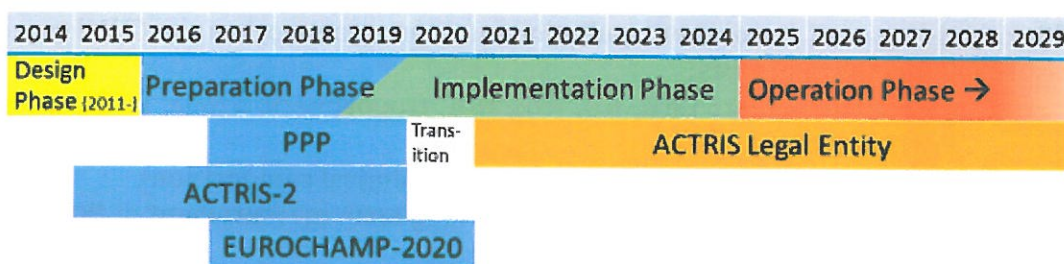 2014 2015 2016 2017 2018 2019 2020 2021 2022 2023 2024 2025 2026 2027 2028 2029
Design
Phase (2011-)
Preparation Phase
Implementation Phase
Operation Phase →
PPP
Trans-
ition
ACTRIS Legal Entity
ACTRIS-2
EUROCHAMP-2020